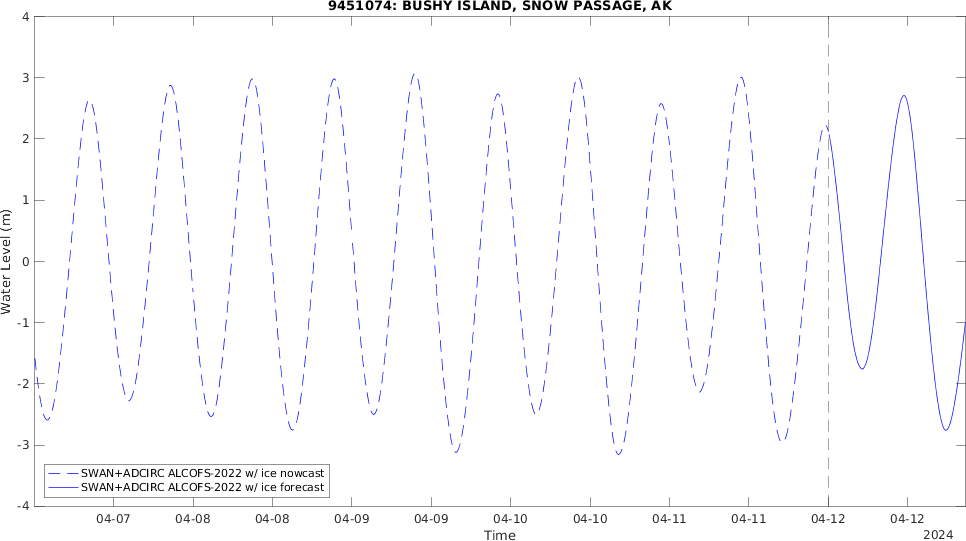 9451074: BUSHY ISLAND, SNOW PASSAGE, AK
4
3
2
1
0
-1
-2
-3
-4
Water Level (m)
SWAN+ADCIRC ALCOFS-2022 w/ ice nowcast
SWAN+ADCIRC ALCOFS-2022 w/ ice forecast
04-07 04-08 04-08 04-09 04-09 04-10 04-10 04-11 04-11 04-12 04-12
Time
2024